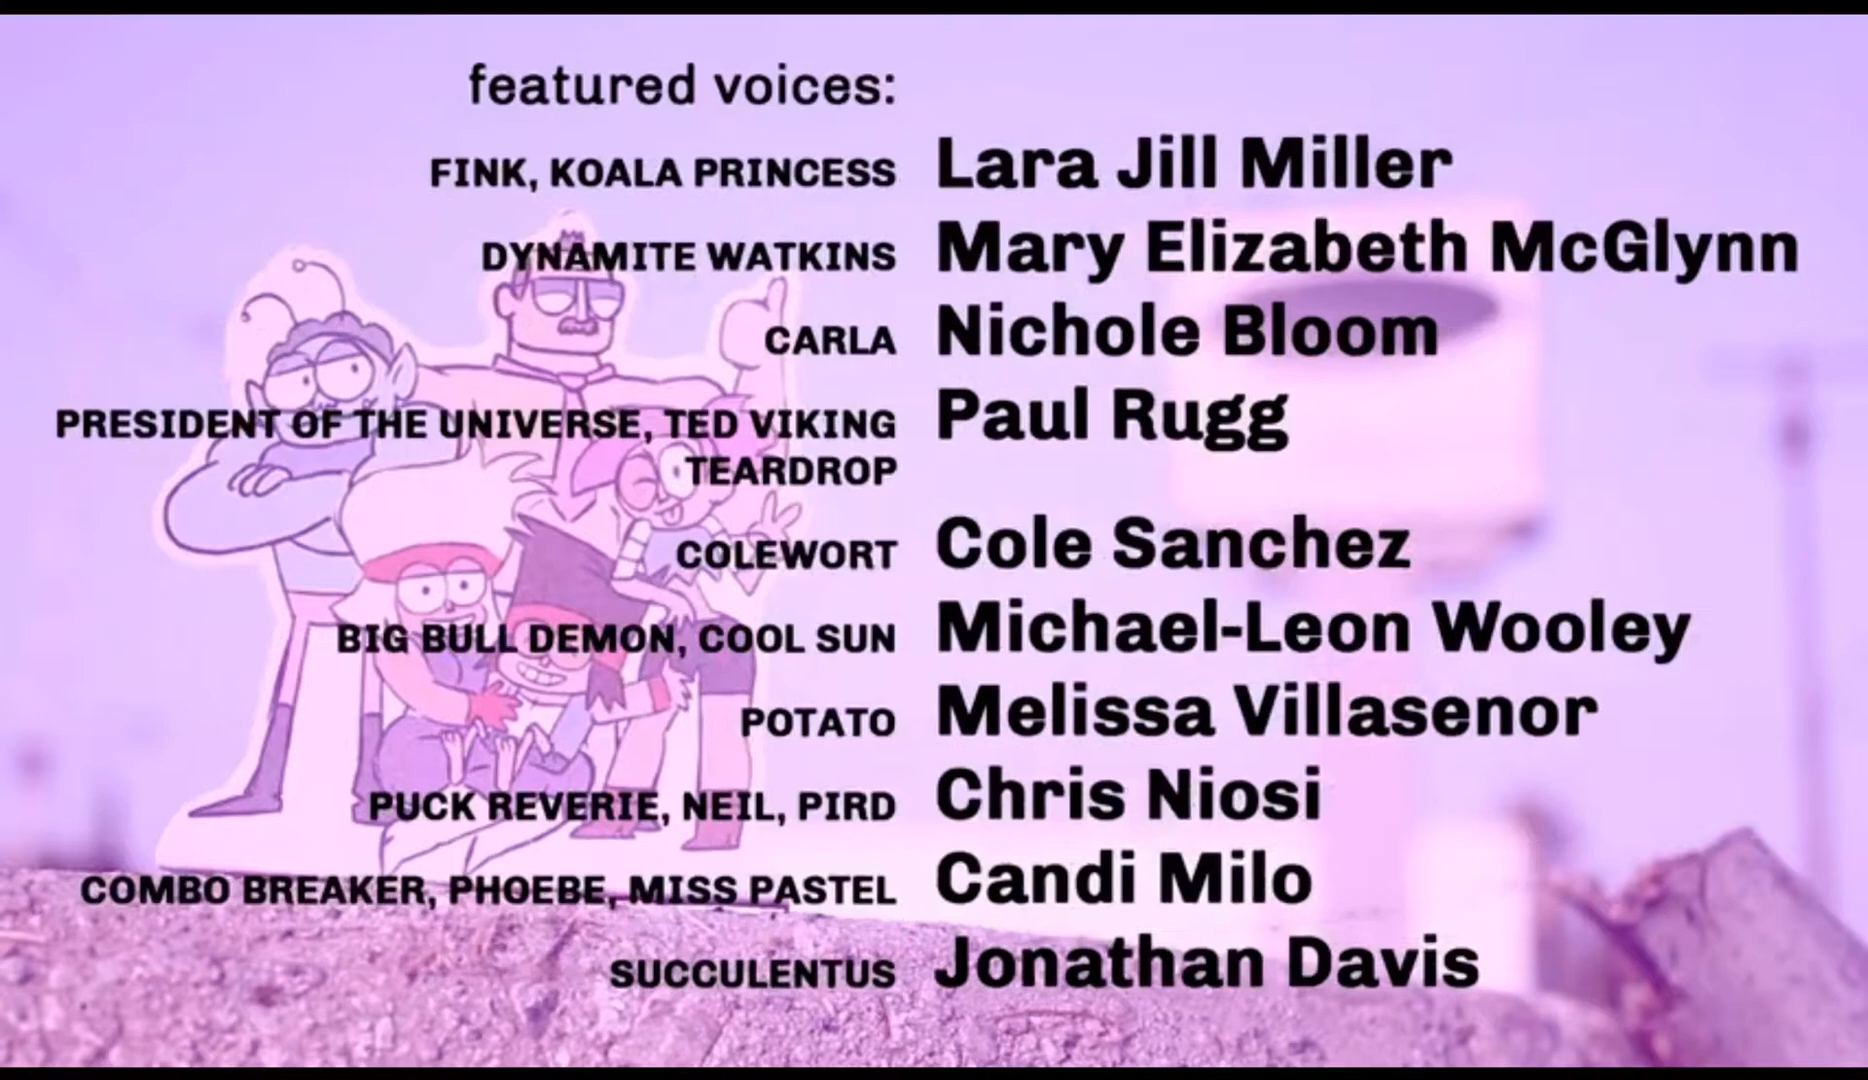 featured voices:
FINK, KOALA PRINCESS Lara Jill Miller
DYNAMITE WATKINS Mary Elizabeth McGlynn
CARLA Nichole Bloom
PRESIDENT OF THE UNIVERSE, TED VIKING Paul Rugg
TEARDROP
COLEWORT Cole Sanchez
BIG BULL DEMON, COOL SUN Michael-Leon Wooley
POTATO Melissa Villasenor
PUCK REVERIE, NEIL, PIRD Chris Niosi
COMBO BREAKER, PHOEBE, MISS PASTEL Candi Milo
SUCCULENTUS Jonathan Davis